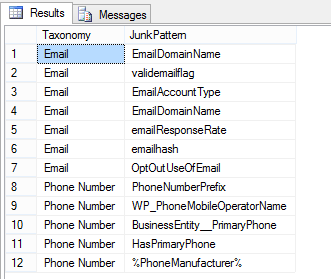 Results Messages
Taxonomy JunkPattern
1 Email EmailDomainName
2 Email validemailflag
3 Email EmailAccountType
4 Email EmailDomainName
5 Email emailResponseRate
6 Email emailhash
7 Email OptOutUseOfEmail
8 Phone Number PhoneNumberPrefix
9 Phone Number WP_PhoneMobileOperatorName
10 Phone Number BusinessEntity__PrimaryPhone
11 Phone Number HasPrimaryPhone
12 Phone Number %PhoneManufacturer%